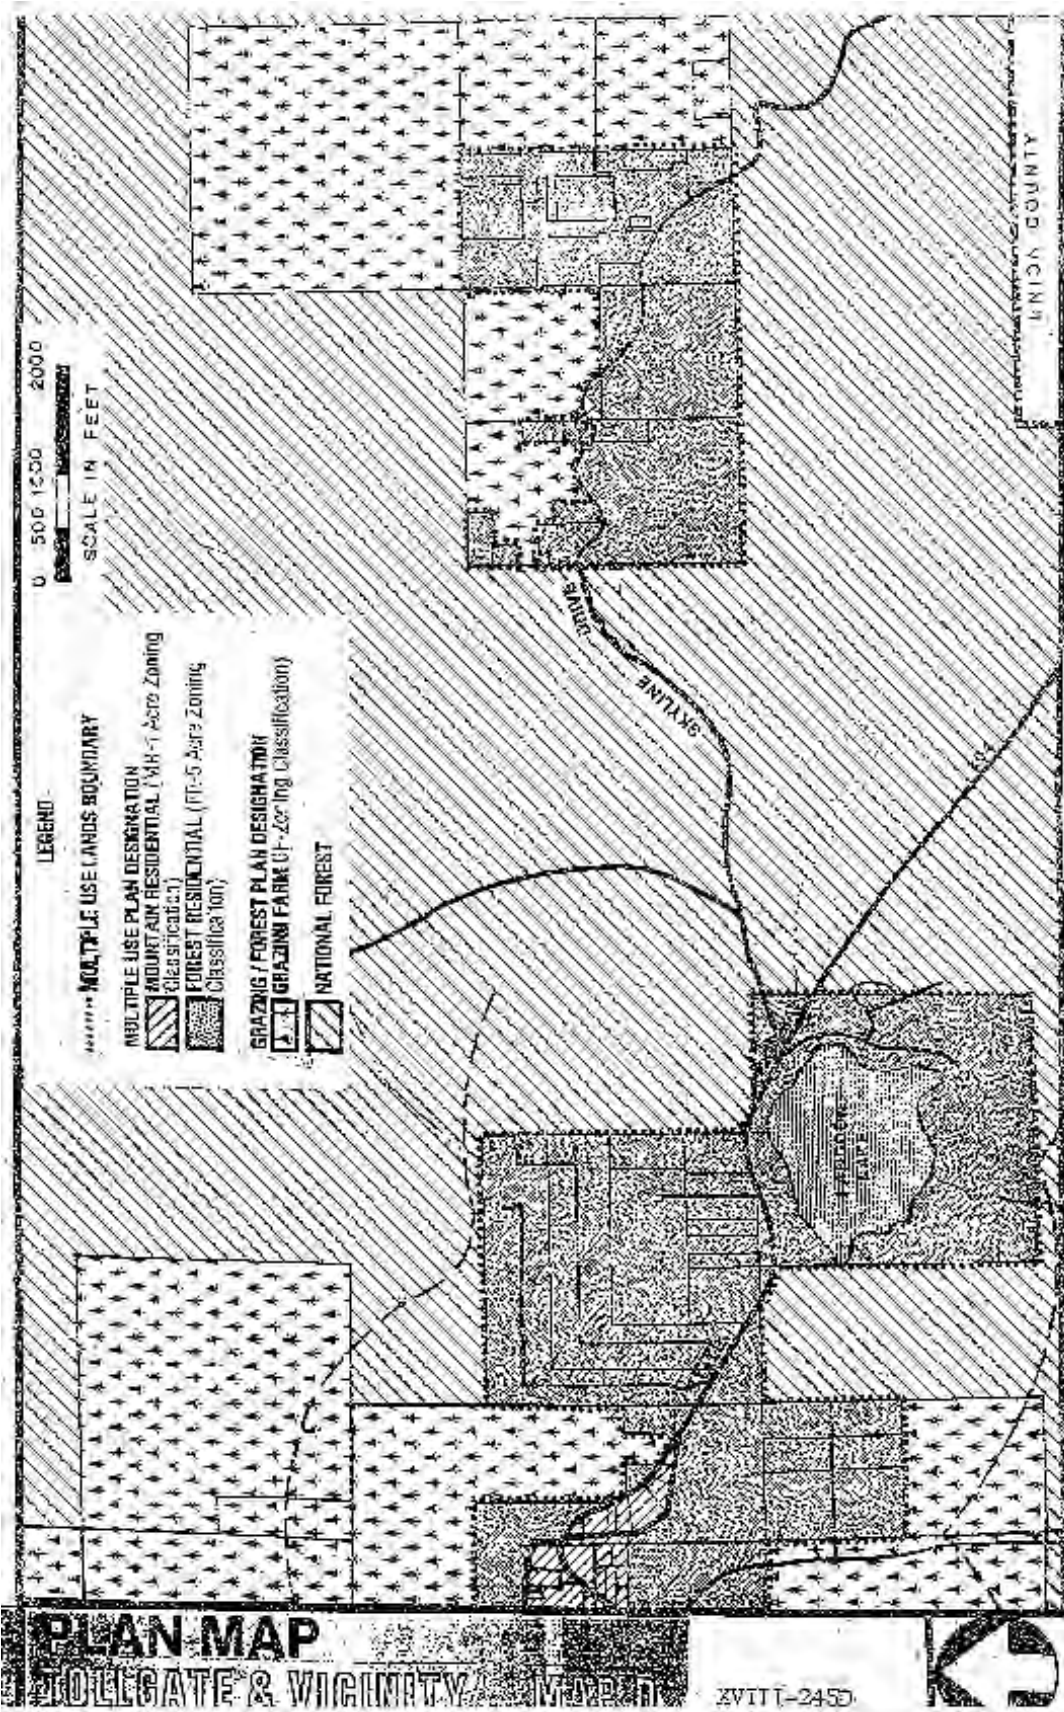 PLAN MAP
TOLLGATE & VICINITY
XVIII-245D
LEGEND
MULTIPLE USE LANDS BOUNDARY
MULTIPLE USE PLAN DESIGNATION
MOUNTAIN RESIDENTIAL (MR-1 Acre Zoning
Classification)
FOREST RESIDENTIAL (FR-5 Acre Zoning
Classification)
GRAZING / FOREST PLAN DESIGNATION
GRAZING FARM GF-Zoning Classification)
NATIONAL FOREST
0 500 1000 2000
SCALE IN FEET
SKYLINE DRIVE
204
LAKE
UNION COUNTY